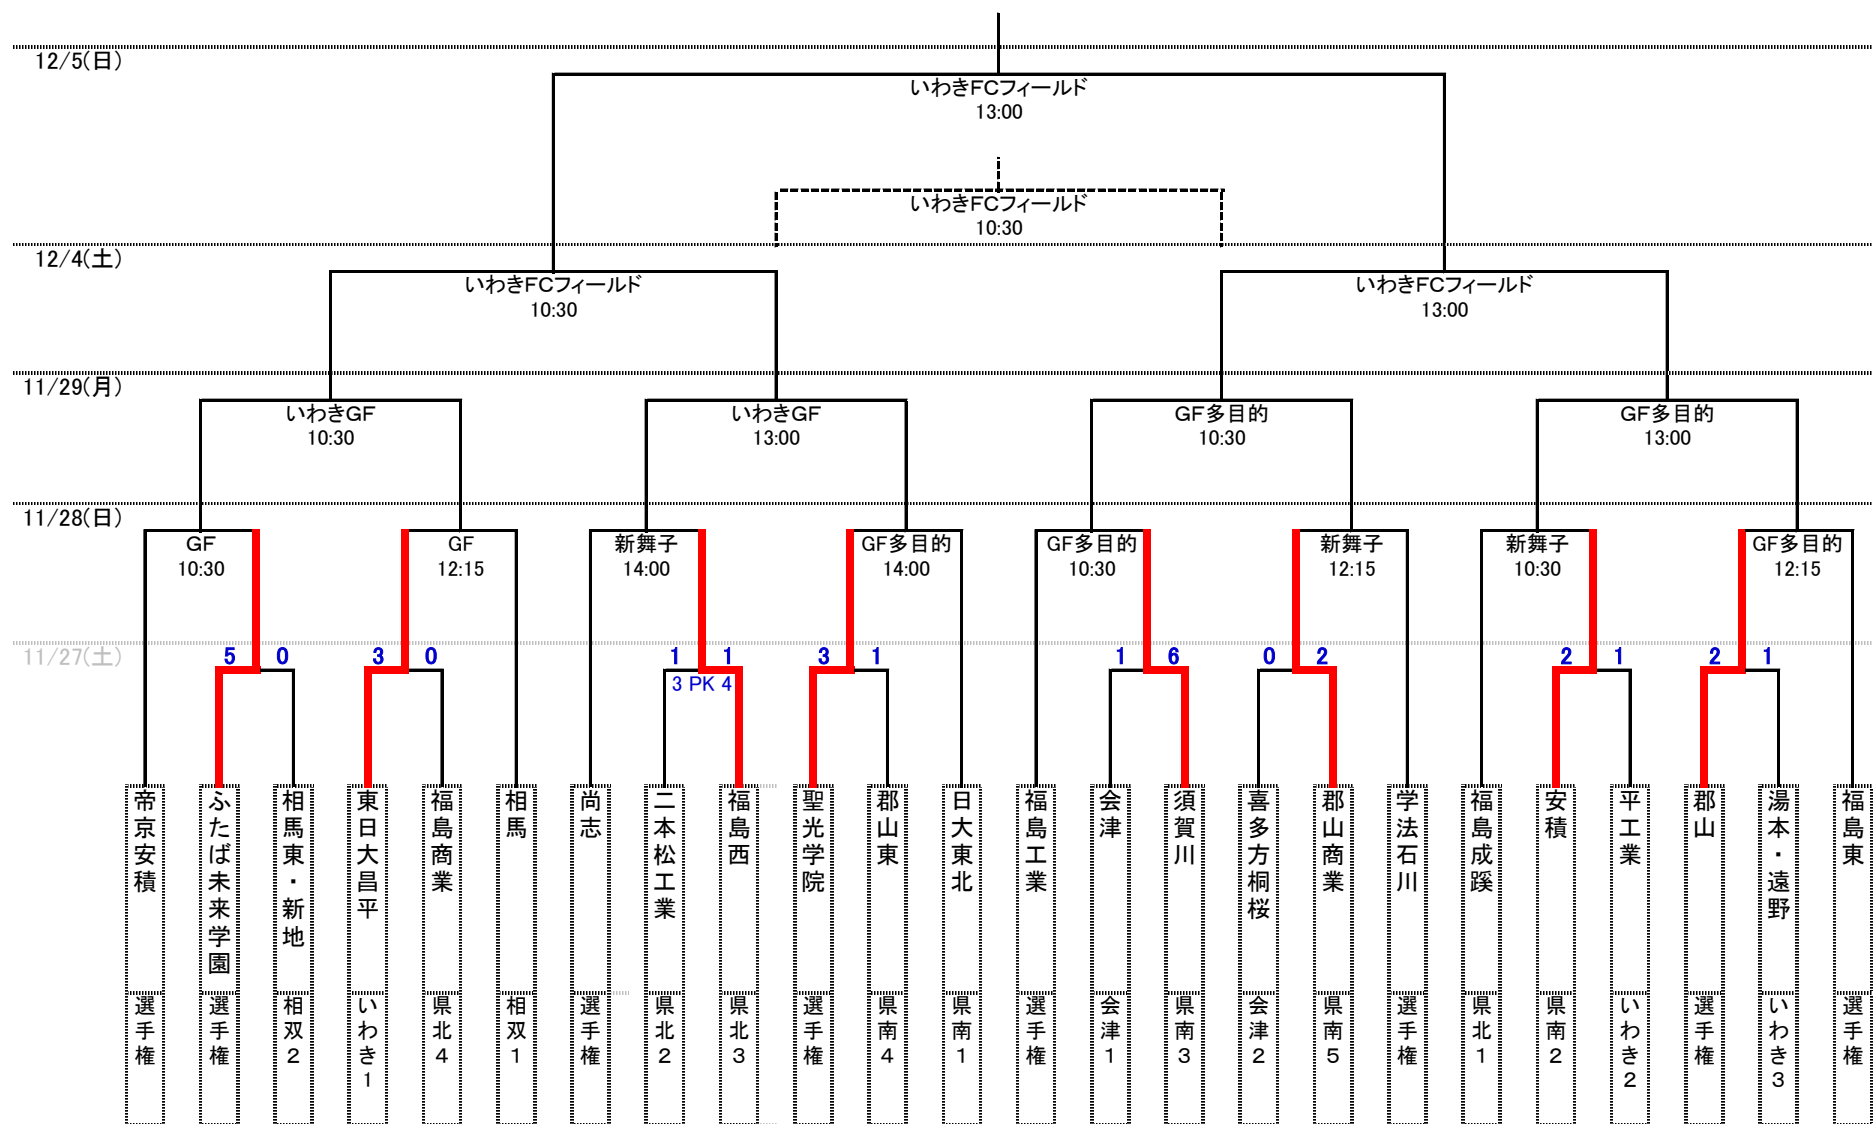 12/5(日)
いわきFCフィールド
13:00
いわきFCフィールド
10:30
12/4(土)
いわきFCフィールド
10:30
いわきFCフィールド
13:00
11/29(月)
いわきGF
10:30
いわきGF
13:00
GF多目的
10:30
GF多目的
13:00
11/28(日)
GF
10:30
GF
12:15
新舞子
14:00
GF多目的
14:00
GF多目的
10:30
新舞子
12:15
新舞子
10:30
GF多目的
12:15
11/27(土)
5 0
3 0
1 1
3 PK 4
3 1
1 6
0 2
2 1
2 1
帝京安積
ふたば未来学園
相馬東・新地
東日大昌平
福島商業
相馬
尚志
二本松工業
福島西
聖光学院
郡山東
日大東北
福島工業
会津
須賀川
喜多方桐桜
郡山商業
学法石川
福島成蹊
安積
平工業
郡山
湯本・遠野
福島東
選手権
選手権
相双2
いわき1
県北4
相双1
選手権
県北2
県北3
選手権
県南4
県南1
選手権
会津1
県南3
会津2
県南5
選手権
県北1
県南2
いわき2
選手権
いわき3
選手権